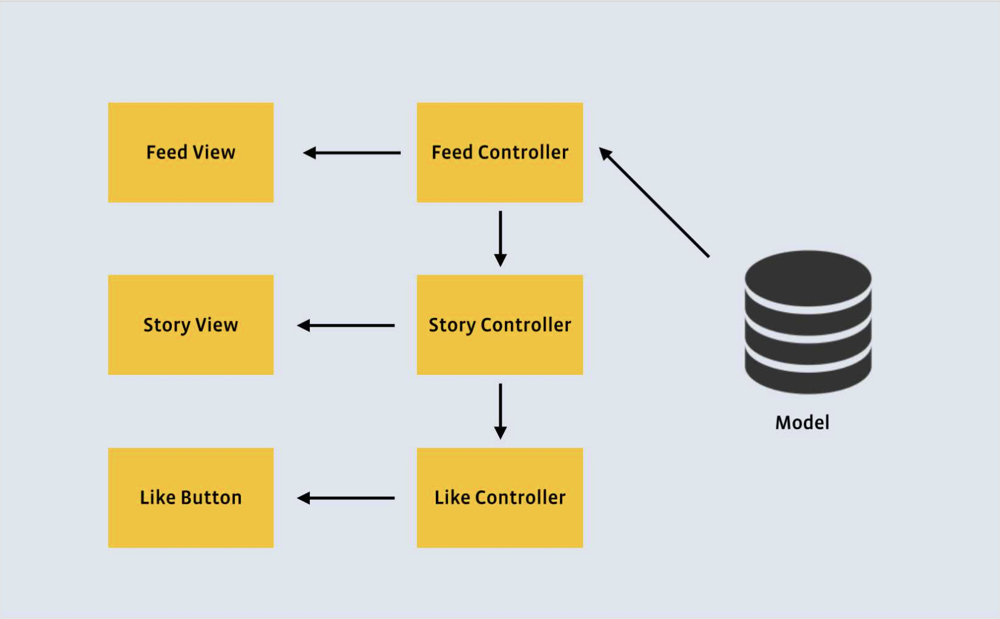 Feed View
Feed Controller
Story View
Story Controller
Model
Like Button
Like Controller